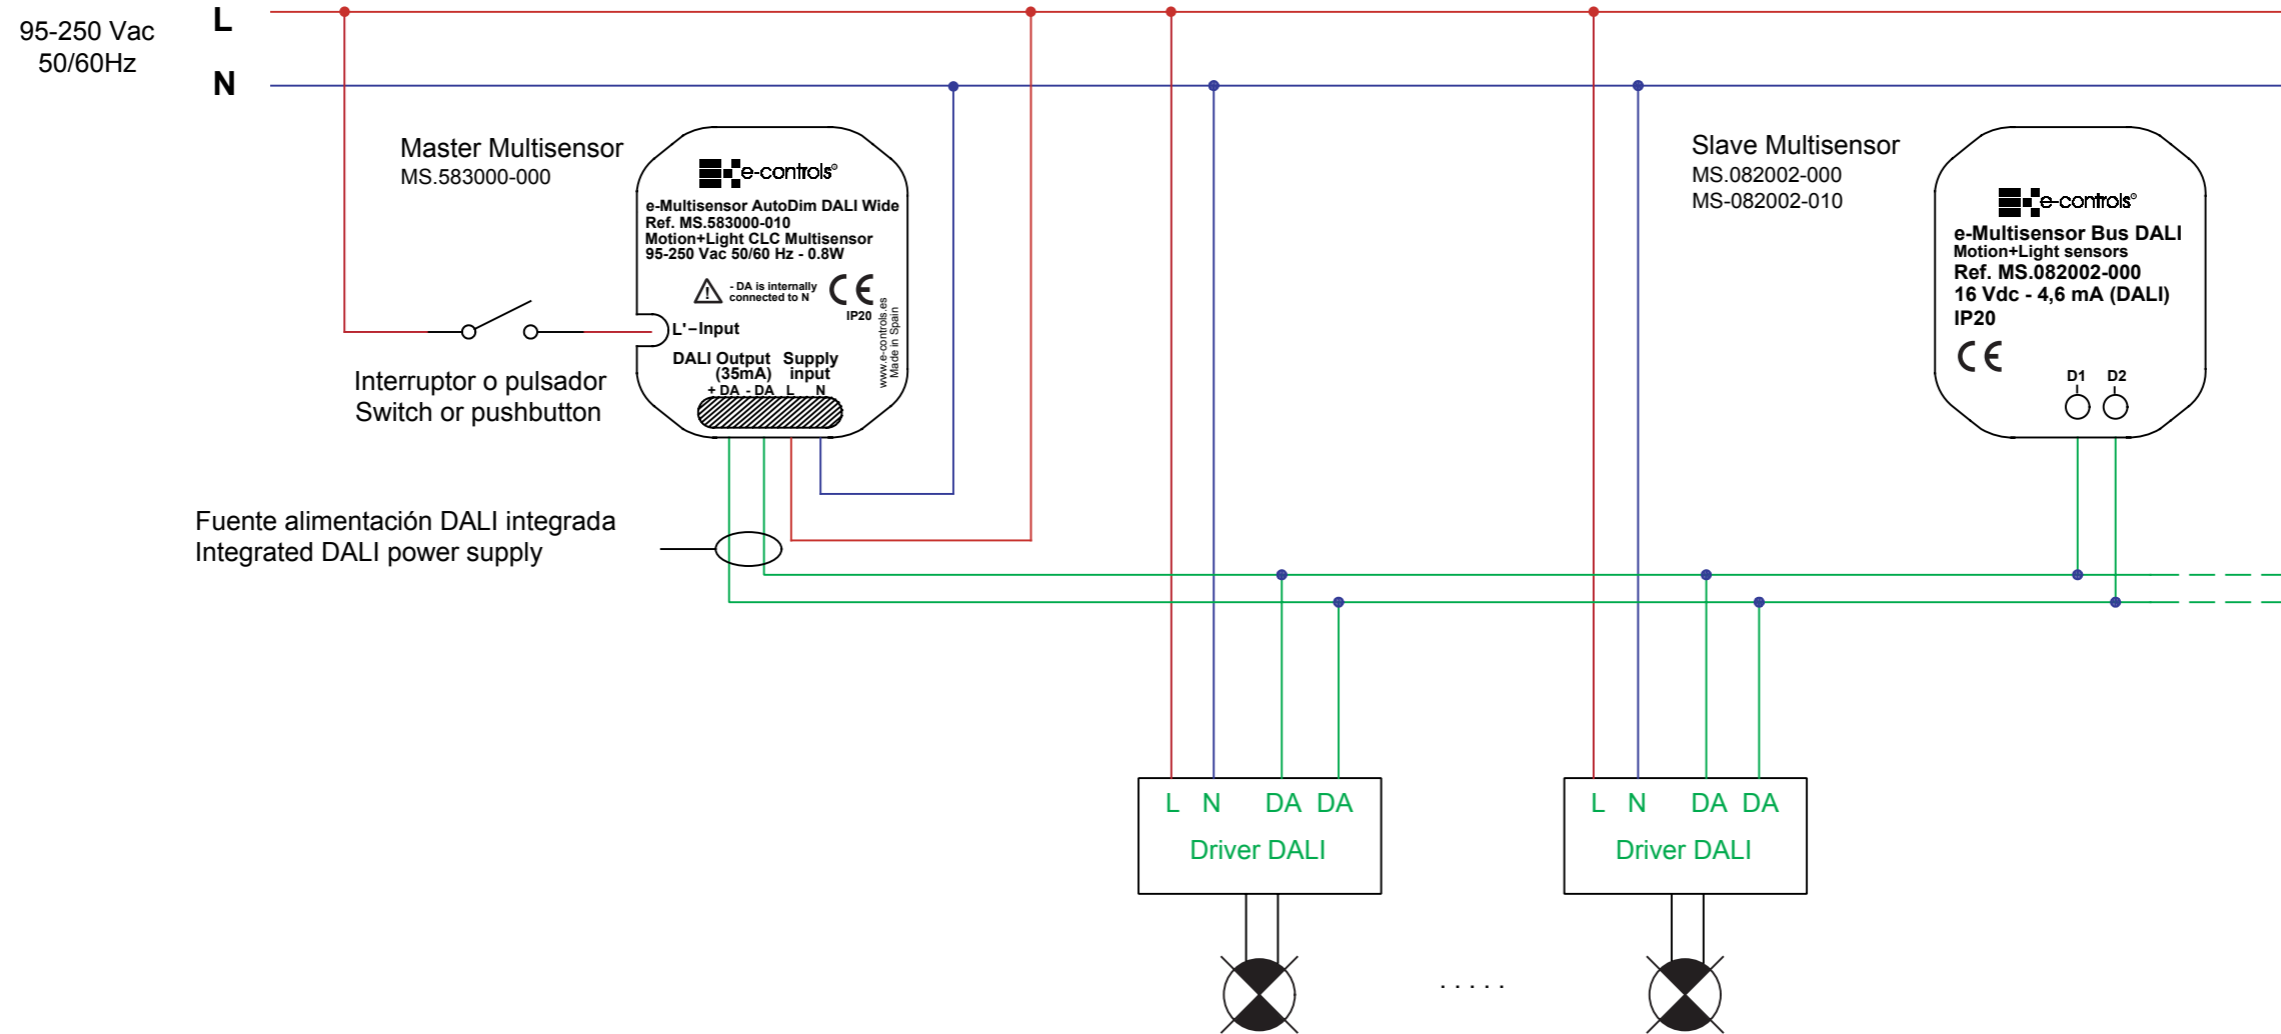 95-250 Vac
50/60Hz
L
N
Master Multisensor
MS.583000-000
e-controls®
e-Multisensor AutoDim DALI Wide
Ref. MS.583000-010
Motion+Light CLC Multisensor
95-250 Vac 50/60 Hz - 0.8W
- DA is internally
connected to N
CE
IP20
www.e-controls.es
Made in Spain
L'-Input
DALI Output
(35mA)
Supply
input
+ DA - DA L N
Interruptor o pulsador
Switch or pushbutton
Fuente alimentación DALI integrada
Integrated DALI power supply
Slave Multisensor
MS.082002-000
MS-082002-010
e-controls®
e-Multisensor Bus DALI
Motion+Light sensors
Ref. MS.082002-000
16 Vdc - 4,6 mA (DALI)
IP20
CE
D1 D2
L N DA DA
Driver DALI
L N DA DA
Driver DALI
. . . . .